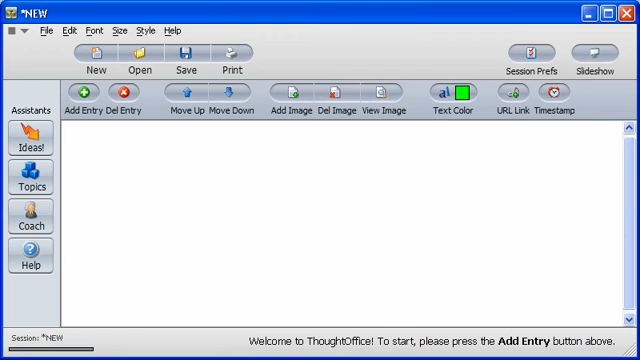 *NEW
File Edit Font Size Style Help
New Open Save Print Session Prefs Slideshow
Assistants
Add Entry Del Entry Move Up Move Down Add Image Del Image View Image Text Color URL Link Timestamp
Ideas!
Topics
Coach
Help
Session: *NEW
Welcome to ThoughtOffice! To start, please press the Add Entry button above.